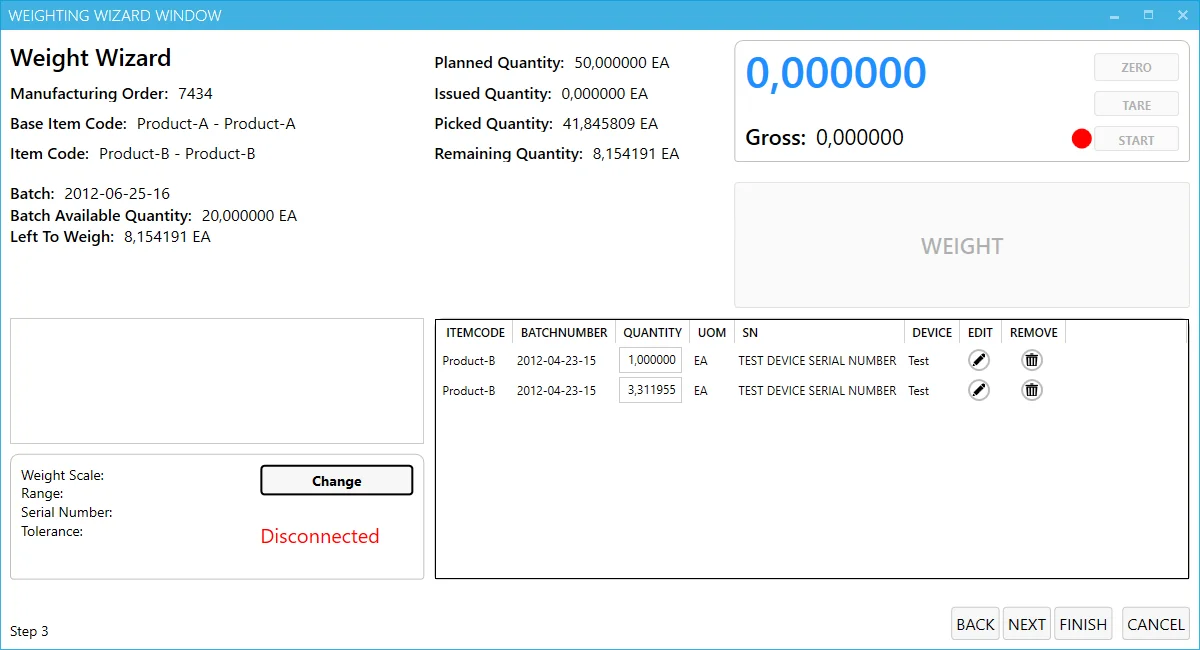 WEIGHTING WIZARD WINDOW
Weight Wizard
Manufacturing Order: 7434
Base Item Code: Product-A - Product-A
Item Code: Product-B - Product-B
Batch: 2012-06-25-16
Batch Available Quantity: 20,000000 EA
Left To Weigh: 8,154191 EA
Planned Quantity: 50,000000 EA
Issued Quantity: 0,000000 EA
Picked Quantity: 41,845809 EA
Remaining Quantity: 8,154191 EA
0,000000
Gross: 0,000000
ZERO
TARE
START
WEIGHT
ITEMCODE BATCHNUMBER QUANTITY UOM SN DEVICE EDIT REMOVE
Product-B 2012-04-23-15 1,000000 EA TEST DEVICE SERIAL NUMBER Test
Product-B 2012-04-23-15 3,311955 EA TEST DEVICE SERIAL NUMBER Test
Weight Scale:
Range:
Serial Number:
Tolerance:
Change
Disconnected
Step 3
BACK NEXT FINISH CANCEL